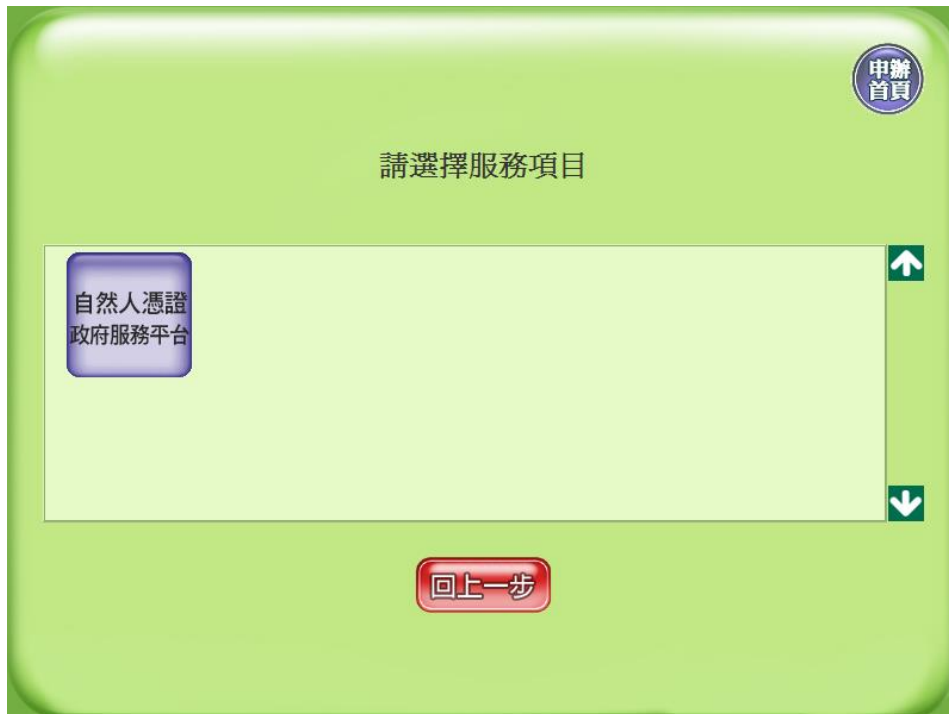 申辦
首頁
請選擇服務項目
自然人憑證
政府服務平台
回上一步